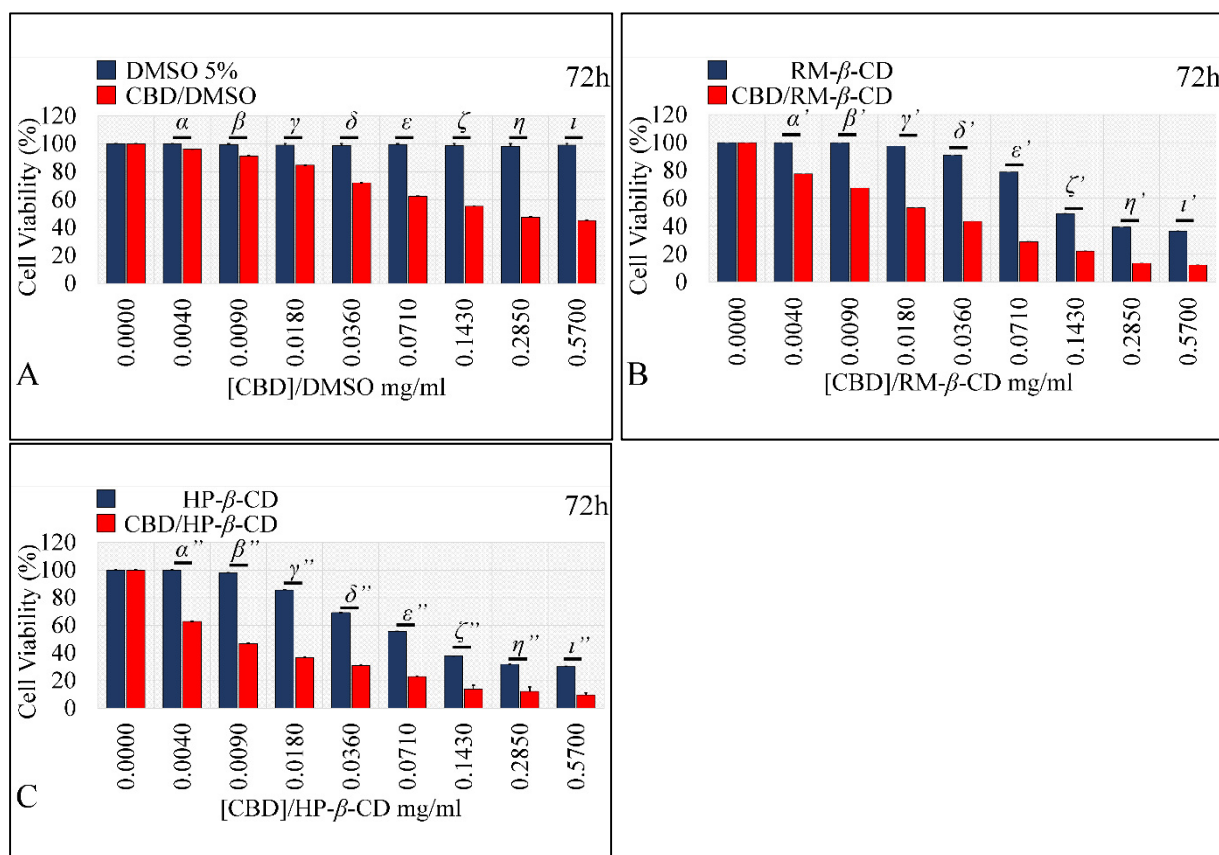 DMSO 5%
CBD/DMSO
72h
Cell Viability (%)
120
100
80
60
40
20
0
α β γ δ ε ζ η ι
0.0000 0.0040 0.0090 0.0180 0.0360 0.0710 0.1430 0.2850 0.5700
A
[CBD]/DMSO mg/ml
RM-β-CD
CBD/RM-β-CD
72h
Cell Viability (%)
120
100
80
60
40
20
0
α’ β’ γ’ δ’ ε’ ζ’ η’ ι’
0.0000 0.0040 0.0090 0.0180 0.0360 0.0710 0.1430 0.2850 0.5700
B
[CBD]/RM-β-CD mg/ml
HP-β-CD
CBD/HP-β-CD
72h
Cell Viability (%)
120
100
80
60
40
20
0
α’’ β’’ γ’’ δ’’ ε’’ ζ’’ η’’ ι’’
0.0000 0.0040 0.0090 0.0180 0.0360 0.0710 0.1430 0.2850 0.5700
C
[CBD]/HP-β-CD mg/ml